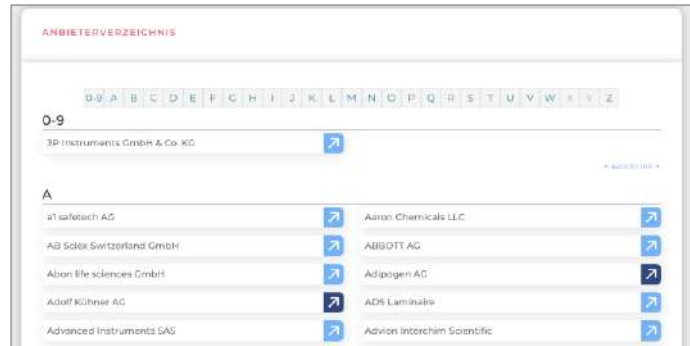 ANBIETERVERZEICHNIS
0-9 A B C D E F G H I J K L M N O P Q R S T U V W X Y Z
0-9
3P Instruments GmbH & Co. KG
A
a1 safetech AG
Aaron Chemicals LLC
AB Sciex Switzerland GmbH
ABBOTT AG
Abon life sciences GmbH
Adipogen AG
Adolf Kühner AG
ADS Laminaire
Advanced Instruments SAS
Advion Interchim Scientific